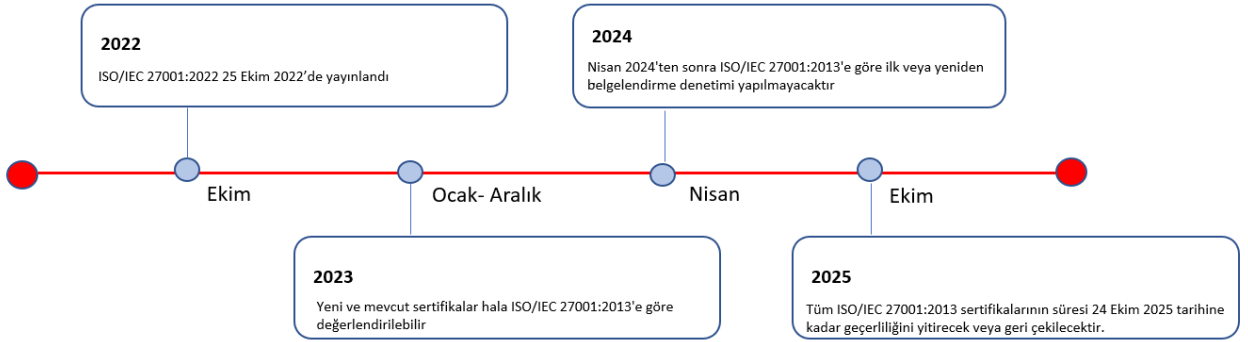 2022
ISO/IEC 27001:2022 25 Ekim 2022’de yayınlandı
2024
Nisan 2024'ten sonra ISO/IEC 27001:2013'e göre ilk veya yeniden
belgelendirme denetimi yapılmayacaktır
Ekim
Ocak- Aralık
Nisan
Ekim
2023
Yeni ve mevcut sertifikalar hala ISO/IEC 27001:2013'e göre
değerlendirilebilir
2025
Tüm ISO/IEC 27001:2013 sertifikalarının süresi 24 Ekim 2025 tarihine
kadar geçerliliğini yitirecek veya geri çekilecektir.